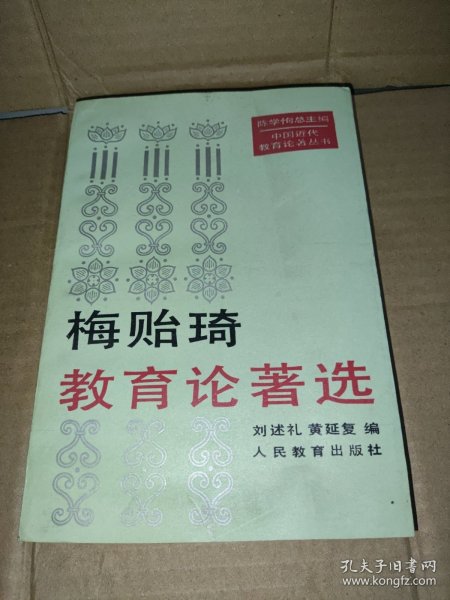 陈学恂总主编
中国近代
教育论著丛书
梅贻琦
教育论著选
刘述礼 黄延复 编
人民教育出版社
孔夫子旧书网
www.kongfz.com